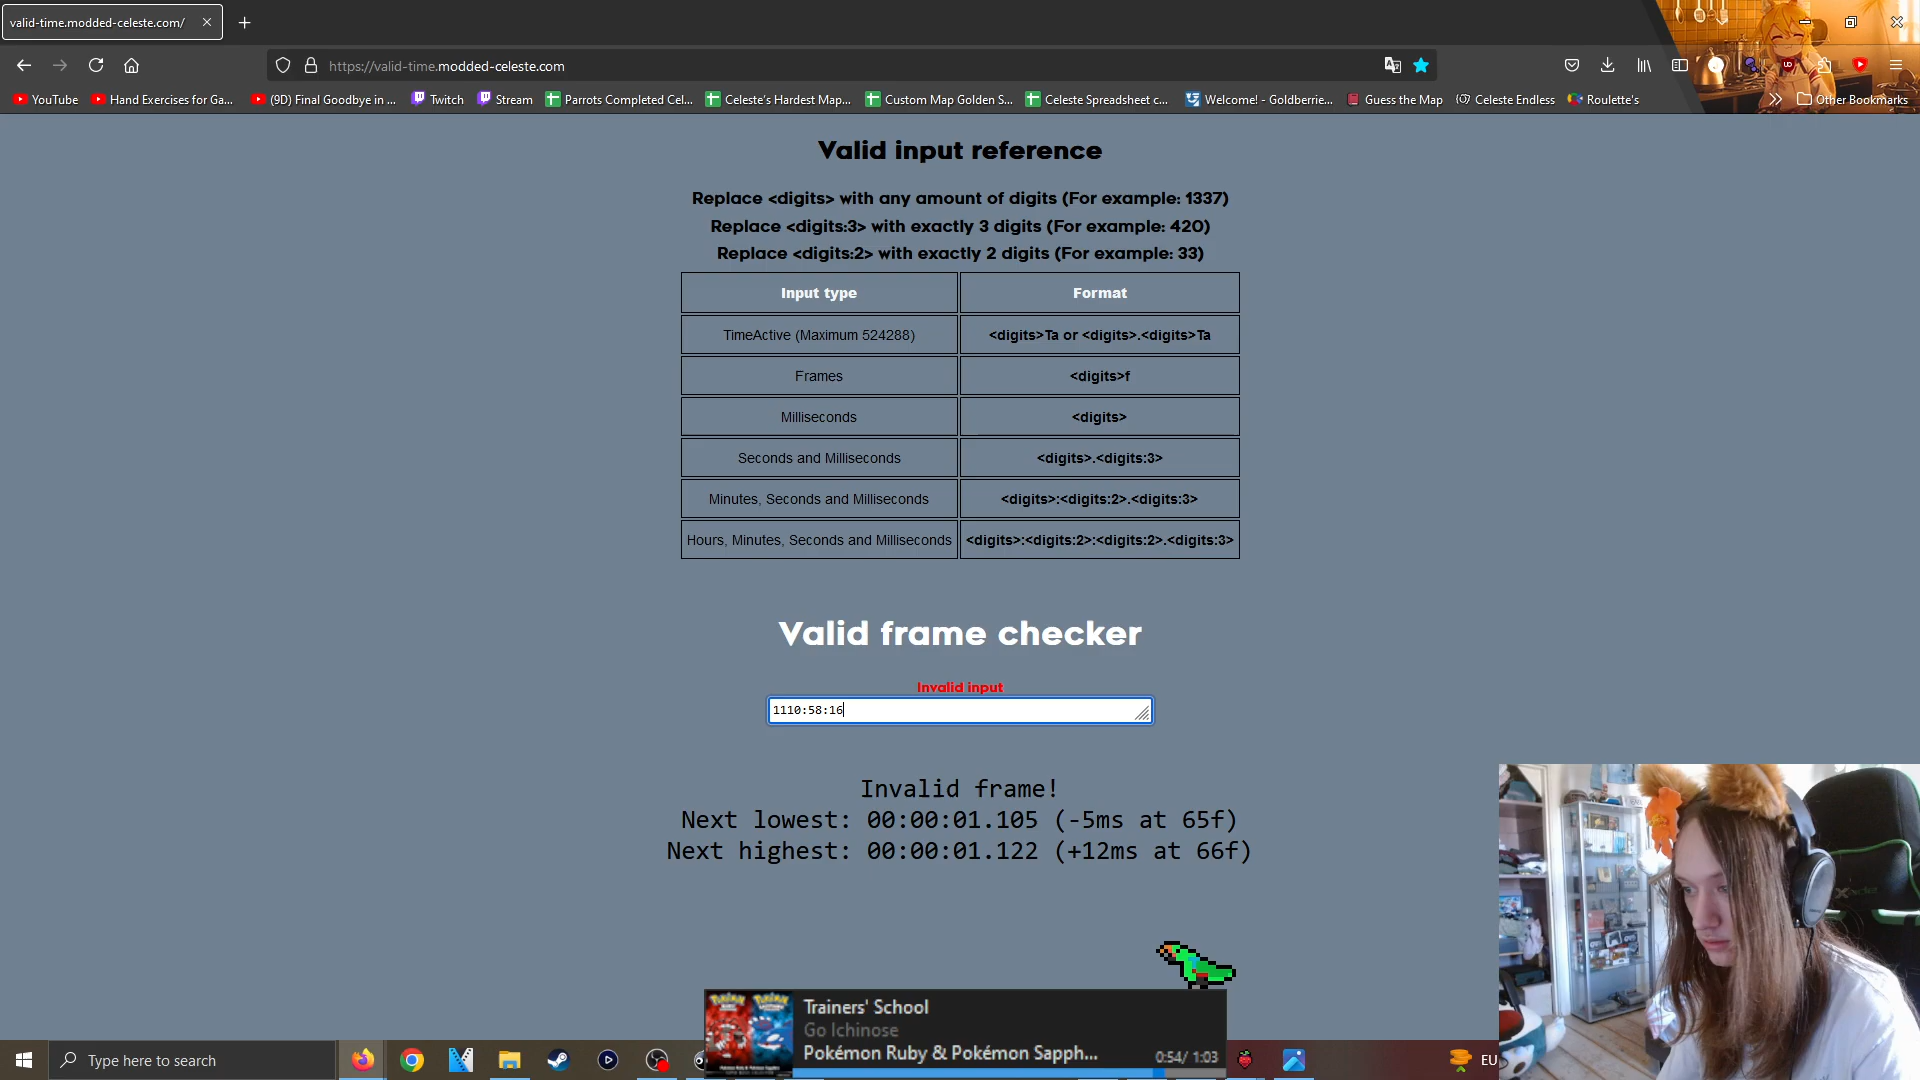 valid-time.modded-celeste.com/
https://valid-time.modded-celeste.com
YouTube
Hand Exercises for Ga...
(9D) Final Goodbye in ...
Twitch
Stream
Parrots Completed Cel...
Celeste's Hardest Map...
Custom Map Golden S...
Celeste Spreadsheet c...
Welcome! - Goldberrie...
Guess the Map
Celeste Endless
Roulette's
Other Bookmarks
Valid input reference
Replace <digits> with any amount of digits (For example: 1337)
Replace <digits:3> with exactly 3 digits (For example: 420)
Replace <digits:2> with exactly 2 digits (For example: 33)
Input type Format
TimeActive (Maximum 524288) <digits>Ta or <digits>.<digits>Ta
Frames <digits>f
Milliseconds <digits>
Seconds and Milliseconds <digits>.<digits:3>
Minutes, Seconds and Milliseconds <digits>:<digits:2>.<digits:3>
Hours, Minutes, Seconds and Milliseconds <digits>:<digits:2>:<digits:2>.<digits:3>
Valid frame checker
Invalid input
1110:58:16
Invalid frame!
Next lowest: 00:00:01.105 (-5ms at 65f)
Next highest: 00:00:01.122 (+12ms at 66f)
Trainers' School
Go Ichinose
Pokémon Ruby & Pokémon Sapph...
0:54/ 1:03
Type here to search
EU